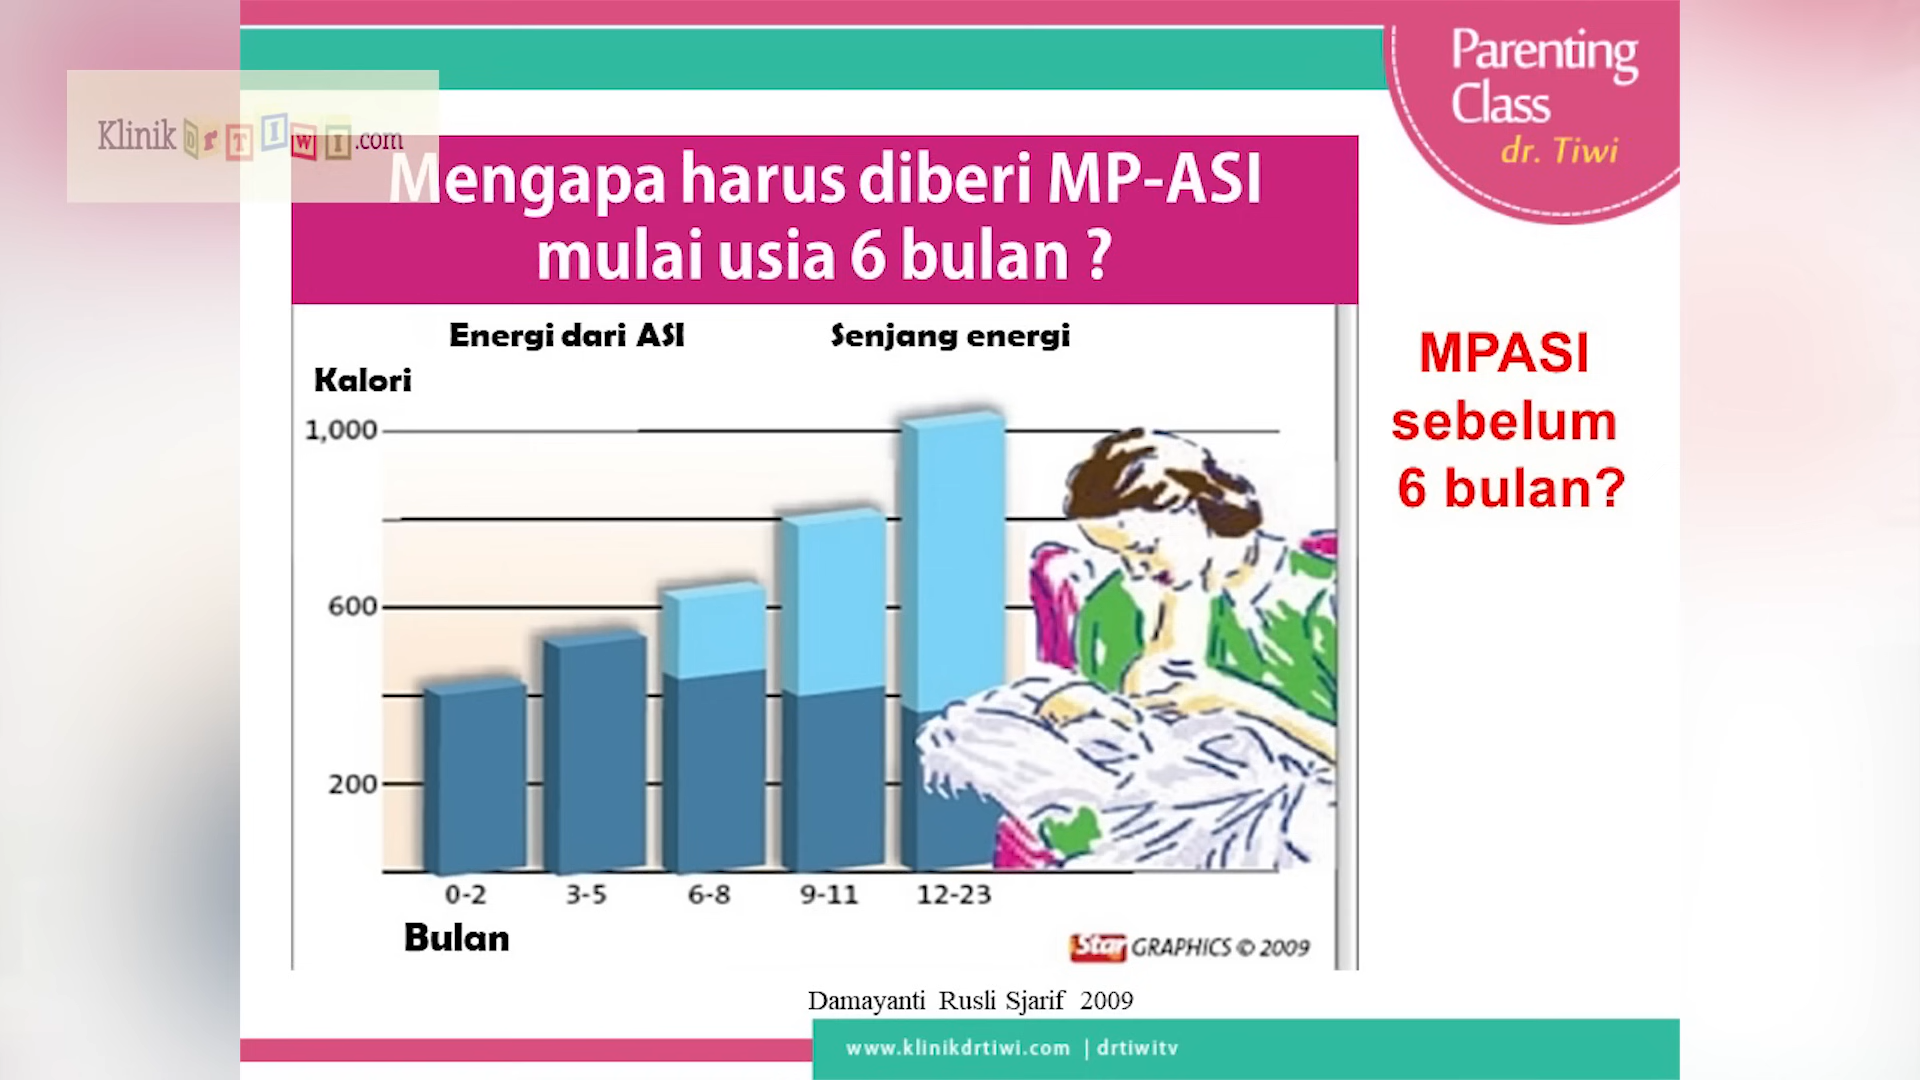 Parenting
Class
dr. Tiwi
Klinik drTIwI.com
Mengapa harus diberi MP-ASI
mulai usia 6 bulan ?
Energi dari ASI
Senjang energi
Kalori
1,000
600
200
0-2
3-5
6-8
9-11
12-23
Bulan
Star GRAPHICS © 2009
MPASI
sebelum
6 bulan?
Damayanti Rusli Sjarif 2009
www.klinikdrtiwi.com | drtiwitv